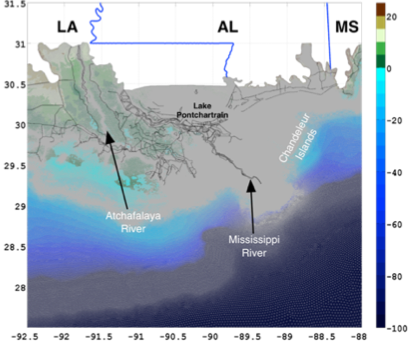 31.5
LA AL MS
31
30.5
30
29.5
29
28.5
28
Lake
Pontchartrain
Chandeleur
Islands
Atchafalaya
River
Mississippi
River
20
0
−20
−40
−60
−80
−100
−92.5 −92 −91.5 −91 −90.5 −90 −89.5 −89 −88.5 −88